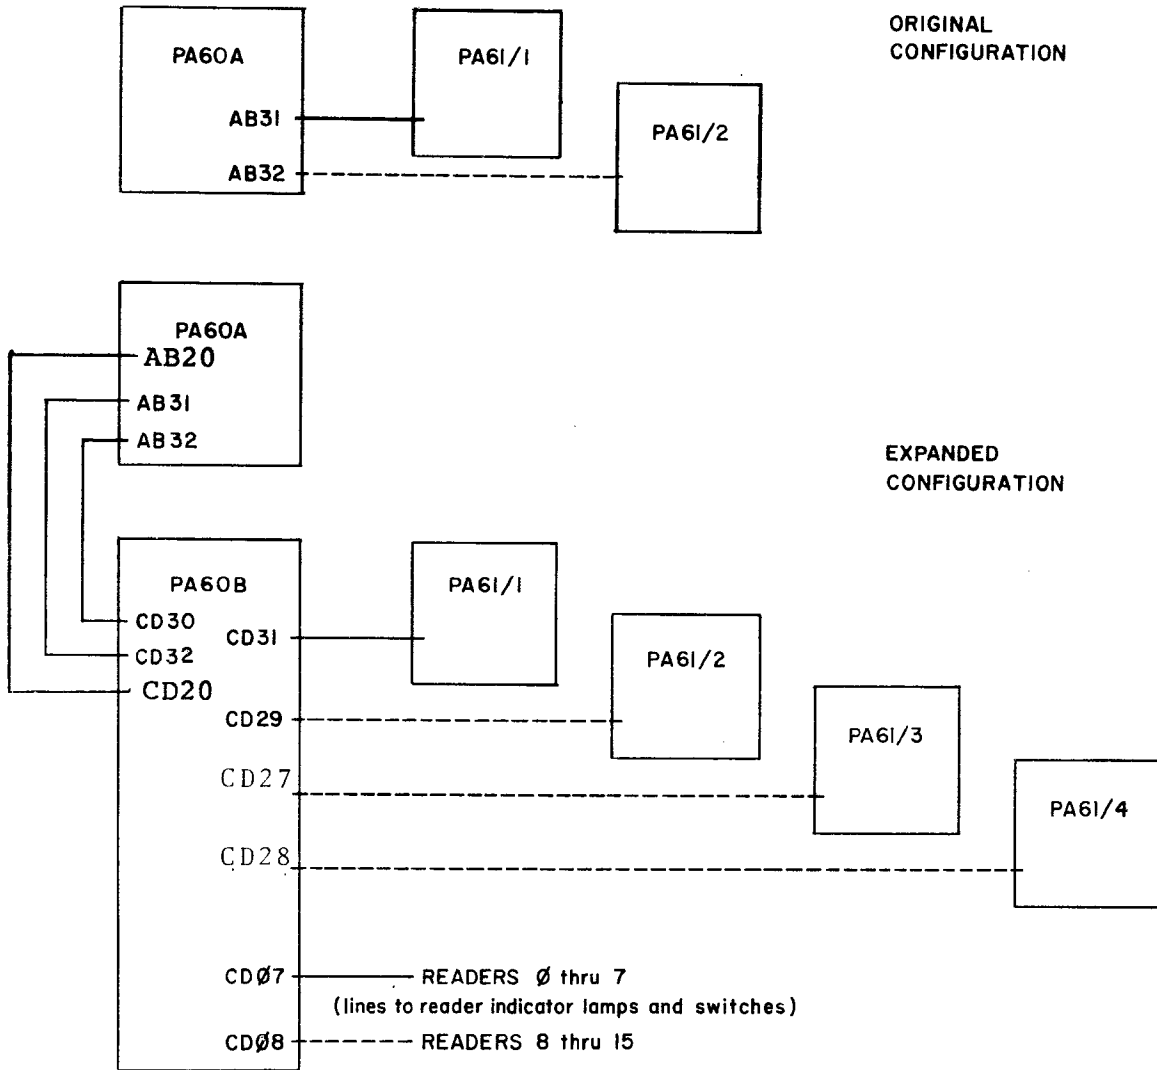 ORIGINAL
CONFIGURATION
PA60A
PA61/1
AB31
PA61/2
AB32
PA60A
AB20
AB31
AB32
EXPANDED
CONFIGURATION
PA60B
PA61/1
CD30
CD31
CD32
PA61/2
CD20
CD29
PA61/3
CD27
PA61/4
CD28
CDØ7
READERS Ø thru 7
(lines to reader indicator lamps and switches)
CDØ8
READERS 8 thru 15